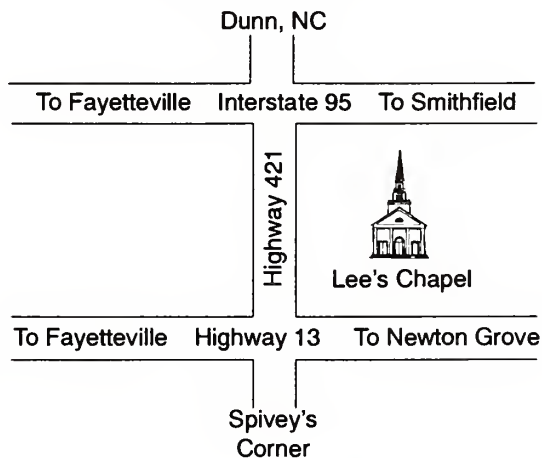 Dunn, NC
To Fayetteville Interstate 95 To Smithfield
Highway 421
Lee's Chapel
To Fayetteville Highway 13 To Newton Grove
Spivey's
Corner